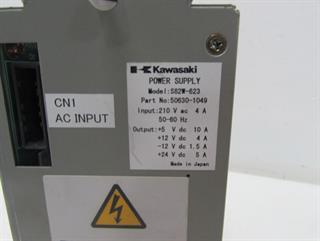 Kawasaki
POWER SUPPLY
Model:S82W-623
Part No:50630-1049
Input:210 V ac 4 A
50-60 Hz
Output:+5 V dc 10 A
+12 V dc 4 A
-12 V dc 1.5 A
+24 V dc 5 A
Made in Japan
CN1
AC INPUT